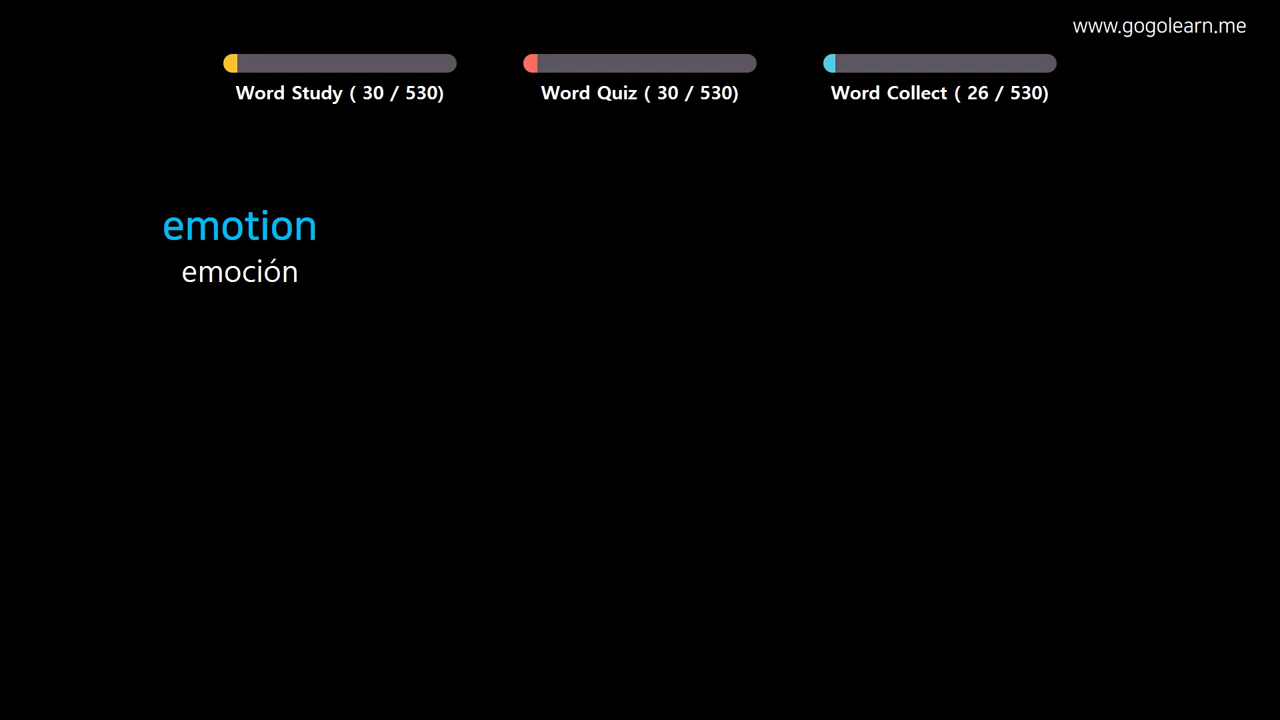 www.gogolearn.me
Word Study ( 30 / 530)
Word Quiz ( 30 / 530)
Word Collect ( 26 / 530)
emotion
emoción